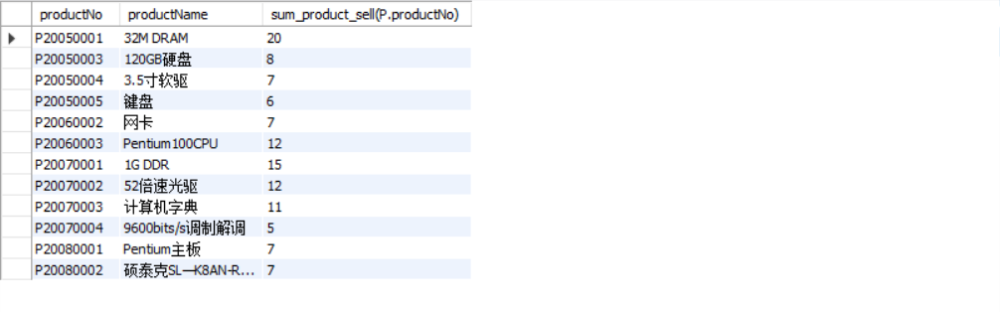 productNo productName sum_product_sell(P.productNo)
P20050001 32M DRAM 20
P20050003 120GB硬盘 8
P20050004 3.5寸软驱 7
P20050005 键盘 6
P20060002 网卡 7
P20060003 Pentium100CPU 12
P20070001 1G DDR 15
P20070002 52倍速光驱 12
P20070003 计算机字典 11
P20070004 9600bits/s调制解调 5
P20080001 Pentium主板 7
P20080002 硕泰克SL—K8AN-R... 7